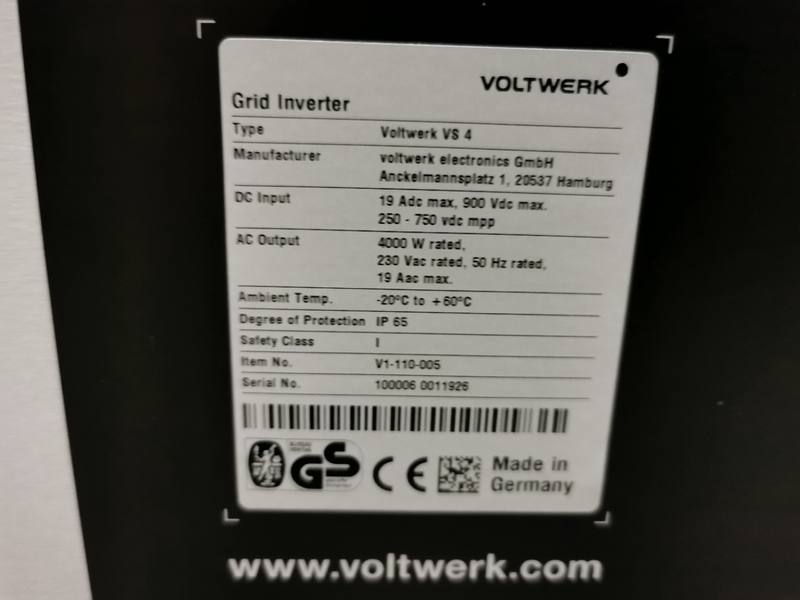 VOLTWERK
Grid Inverter
Type Voltwerk VS 4
Manufacturer voltwerk electronics GmbH
Anckelmannsplatz 1, 20537 Hamburg
DC Input 19 Adc max, 900 Vdc max.
250 - 750 vdc mpp
AC Output 4000 W rated,
230 Vac rated, 50 Hz rated,
19 Aac max.
Ambient Temp. -20°C to +60°C
Degree of Protection IP 65
Safety Class I
Item No. V1-110-005
Serial No. 100006 0011926
GS CE Made in
Germany
www.voltwerk.com